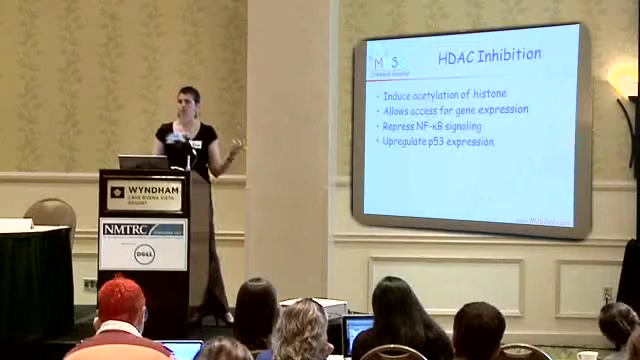 HDAC Inhibition
• Induce acetylation of histone
• Allows access for gene expression
• Repress NF-κB signaling
• Upregulate p53 expression
WYNDHAM
LAKE BUENA VISTA
RESORT
NMTRC
DELL